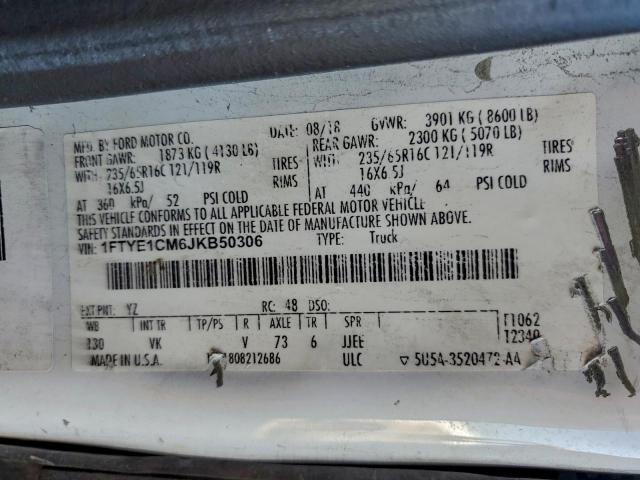 MFD. BY FORD MOTOR CO. DATE: 08/18 GVWR: 3901 KG ( 8600 LB)
FRONT GAWR: 1873 KG ( 4130 LB) REAR GAWR: 2300 KG ( 5070 LB)
WITH 235/65R16C 121/119R TIRES WITH: 235/65R16C 121/119R TIRES
16X6.5J RIMS 16X6.5J RIMS
AT 360 kPa/ 52 PSI COLD AT 440 kPa/ 64 PSI COLD
THIS VEHICLE CONFORMS TO ALL APPLICABLE FEDERAL MOTOR VEHICLE
SAFETY STANDARDS IN EFFECT ON THE DATE OF MANUFACTURE SHOWN ABOVE.
VIN: 1FTYE1CM6JKB50306 TYPE: Truck
EXT PNT: YZ RC: 48 DSO:
WB INT TR TP/PS R AXLE TR SPR
130 VK V 73 6 JJEE
MADE IN U.S.A. 808212686 ULC ▽ 5U5A-3520472-AA